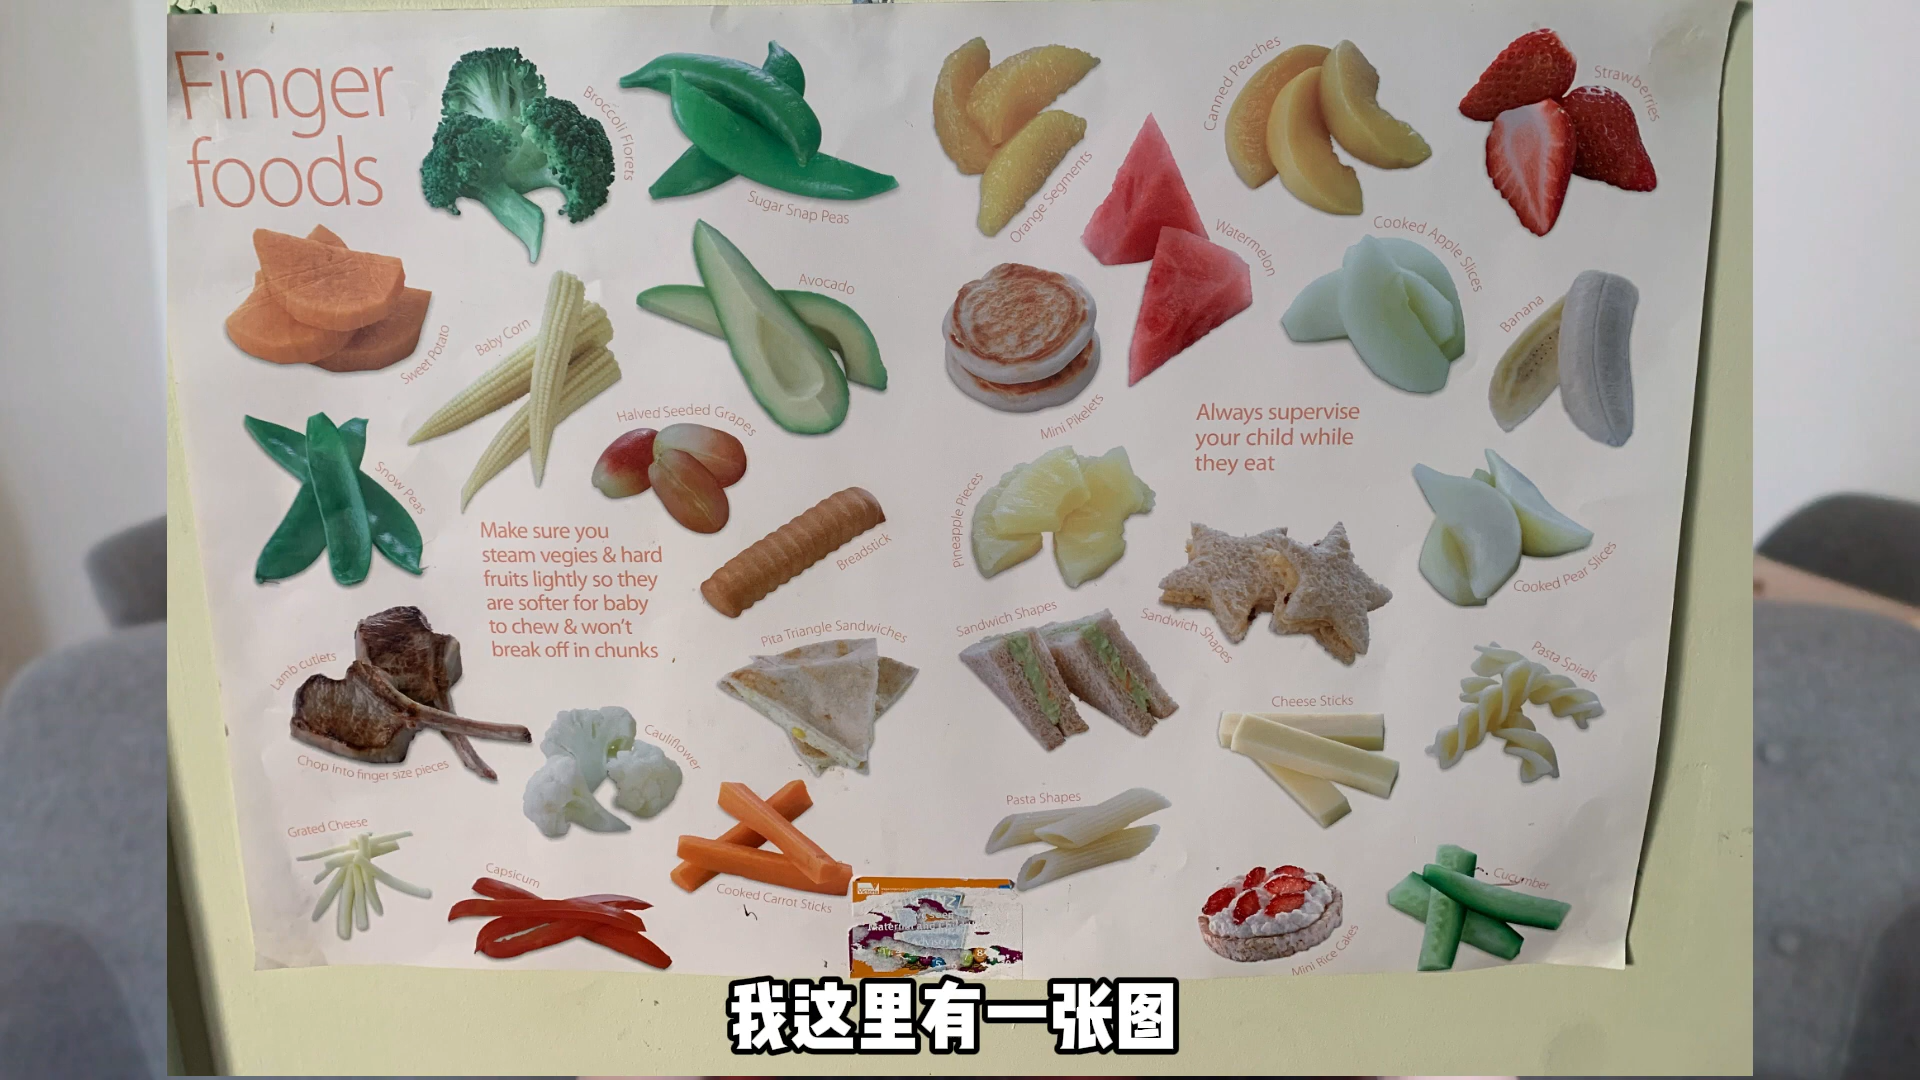 Finger
foods
Broccoli Florets
Sugar Snap Peas
Orange Segments
Canned Peaches
Strawberries
Sweet Potato
Baby Corn
Avocado
Watermelon
Cooked Apple Slices
Banana
Mini Pikelets
Halved Seeded Grapes
Snow Peas
Always supervise
your child while
they eat
Make sure you
steam vegies & hard
fruits lightly so they
are softer for baby
to chew & won't
break off in chunks
Breadstick
Pineapple Pieces
Cooked Pear Slices
Lamb cutlets
Chop into finger size pieces
Pita Triangle Sandwiches
Sandwich Shapes
Sandwich Shapes
Pasta Spirals
Cauliflower
Cheese Sticks
Grated Cheese
Capsicum
Cooked Carrot Sticks
Pasta Shapes
Mini Rice Cakes
Cucumber
Maternal and Child
Advisory
我这里有一张图